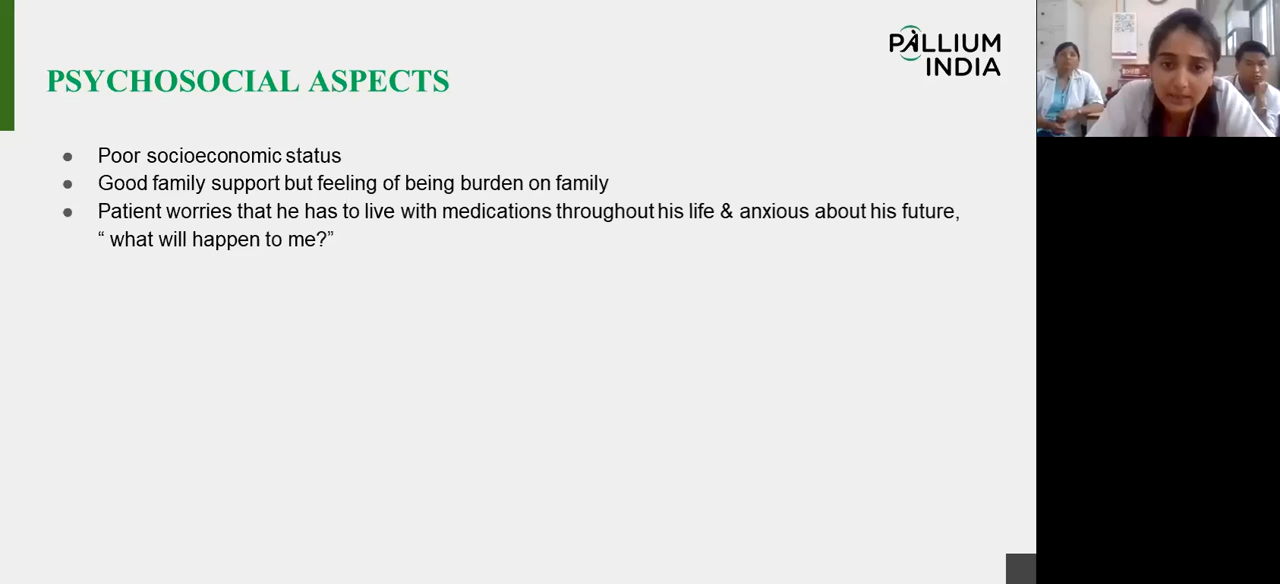 PALLIUM
INDIA
PSYCHOSOCIAL ASPECTS
● Poor socioeconomic status
● Good family support but feeling of being burden on family
● Patient worries that he has to live with medications throughout his life & anxious about his future,
“ what will happen to me?”